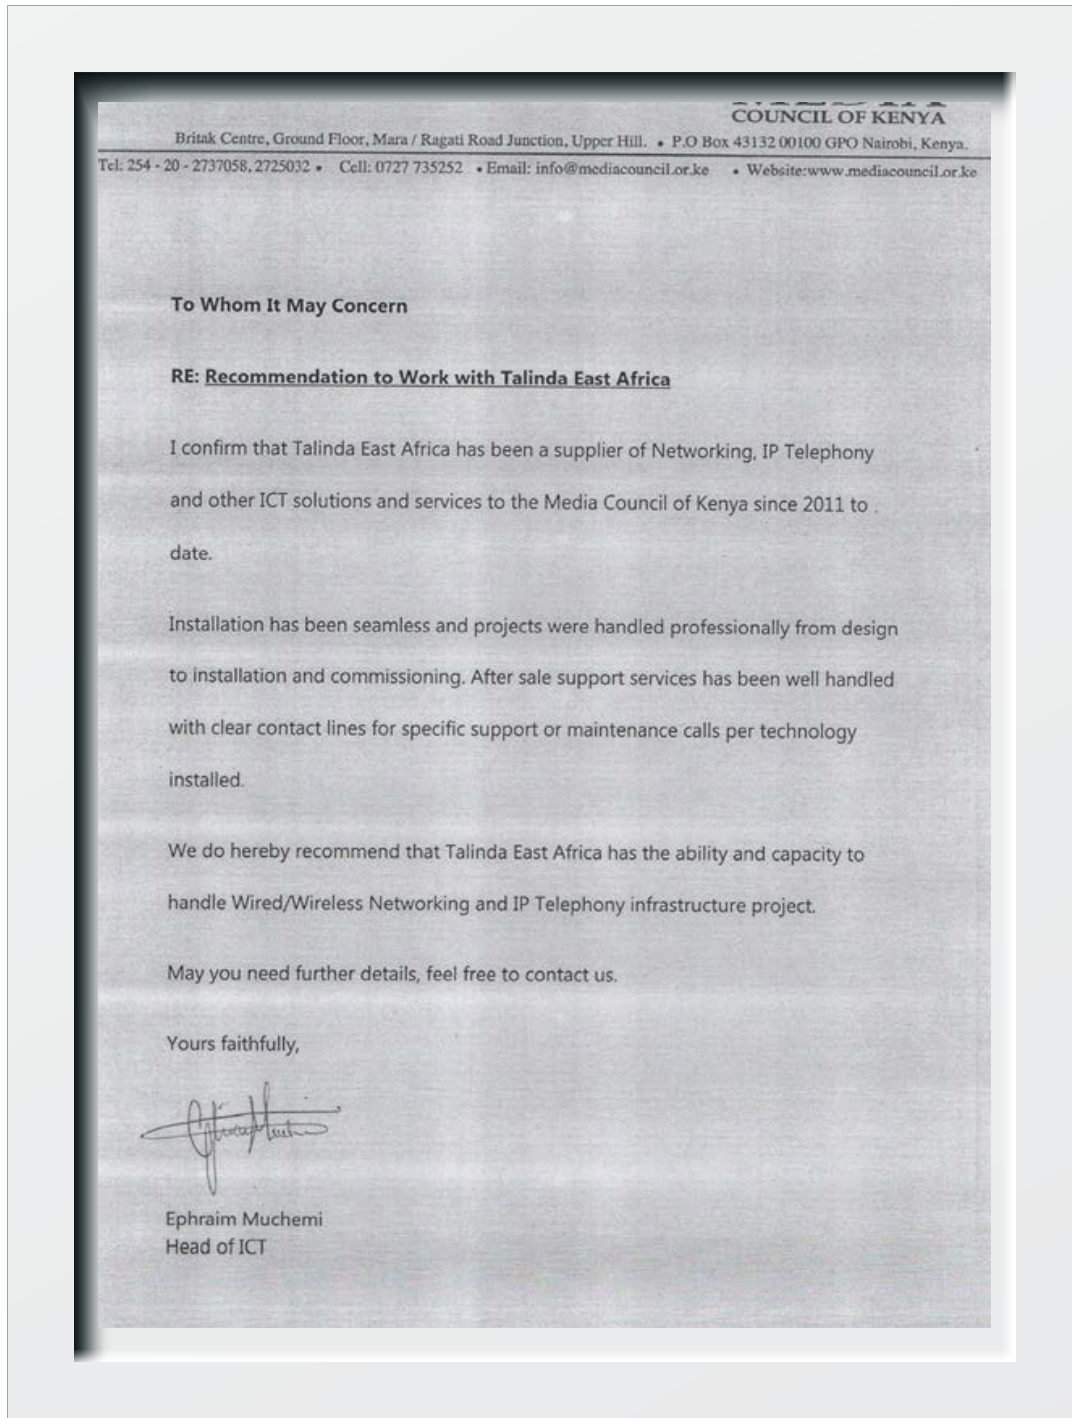 COUNCIL OF KENYA
Britak Centre, Ground Floor, Mara / Ragati Road Junction, Upper Hill. • P.O Box 43132 00100 GPO Nairobi, Kenya.
Tel: 254 - 20 - 2737058, 2725032 • Cell: 0727 735252 • Email: info@mediacouncil.or.ke • Website:www.mediacouncil.or.ke
To Whom It May Concern
RE: Recommendation to Work with Talinda East Africa
I confirm that Talinda East Africa has been a supplier of Networking, IP Telephony
and other ICT solutions and services to the Media Council of Kenya since 2011 to .
date.
Installation has been seamless and projects were handled professionally from design
to installation and commissioning. After sale support services has been well handled
with clear contact lines for specific support or maintenance calls per technology
installed.
We do hereby recommend that Talinda East Africa has the ability and capacity to
handle Wired/Wireless Networking and IP Telephony infrastructure project.
May you need further details, feel free to contact us.
Yours faithfully,
Ephraim Muchemi
Head of ICT